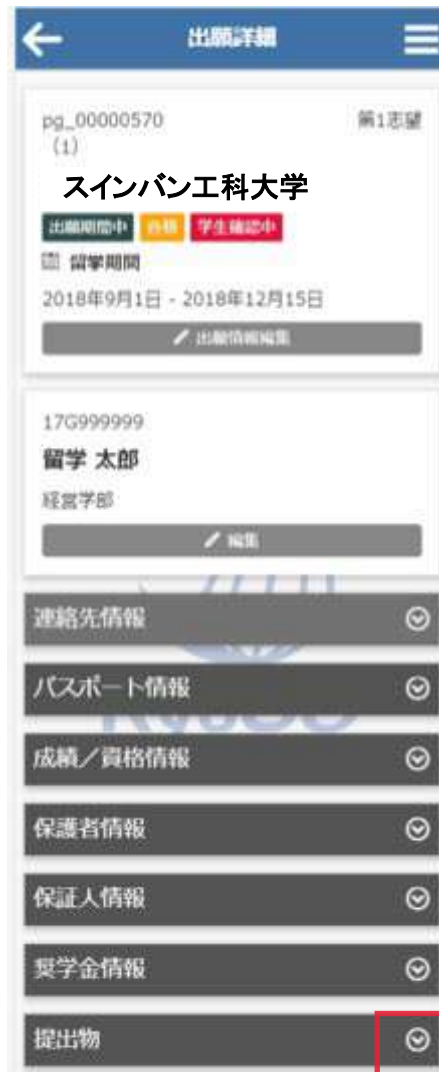 出願詳細
pg_00000570 第1志望
(1)
スインバン工科大学
出願期間中 合格 学生確認中
留学期間
2018年9月1日 - 2018年12月15日
出願情報編集
17G999999
留学 太郎
経営学部
編集
連絡先情報
パスポート情報
成績／資格情報
保護者情報
保証人情報
奨学金情報
提出物